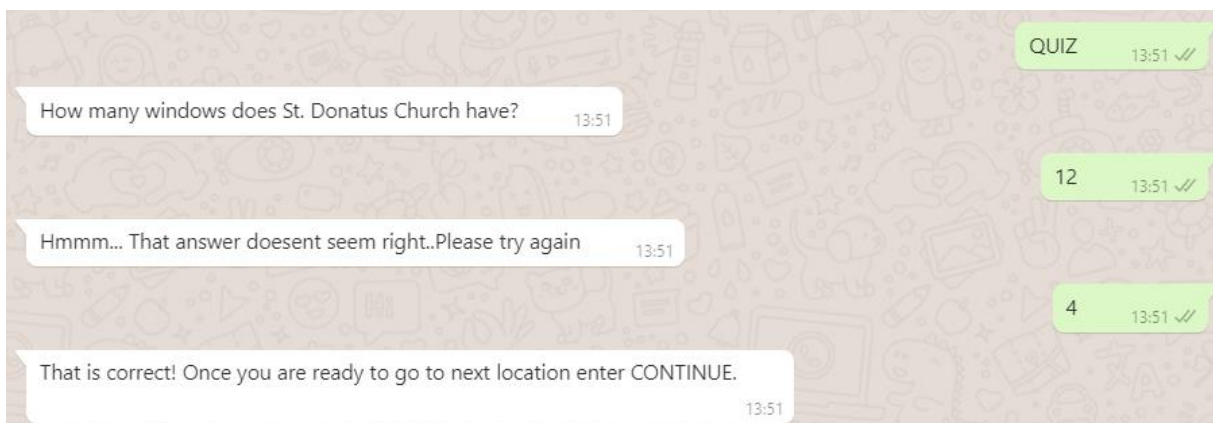 QUIZ 13:51
How many windows does St. Donatus Church have? 13:51
12 13:51
Hmmm... That answer doesent seem right..Please try again 13:51
4 13:51
That is correct! Once you are ready to go to next location enter CONTINUE.
13:51